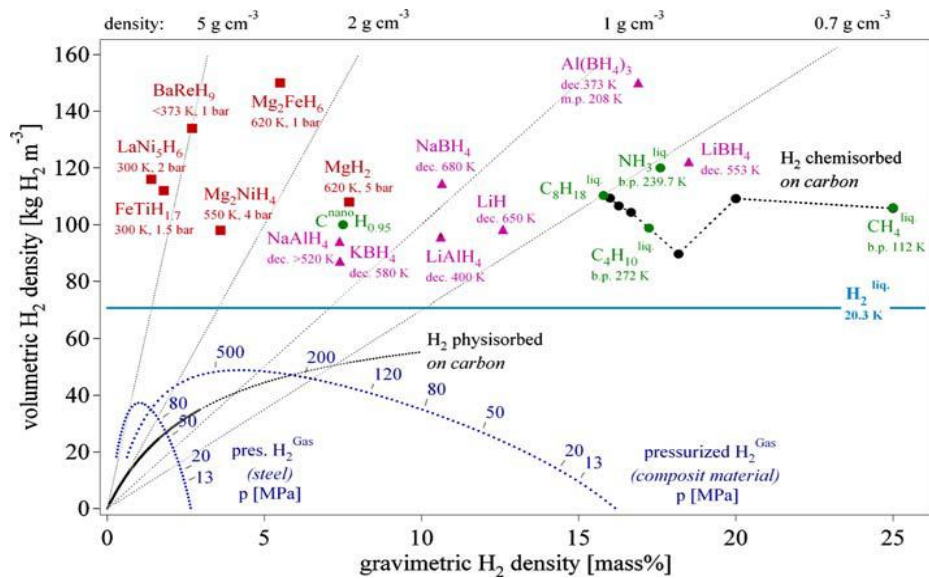 density: 5 g cm⁻³ 2 g cm⁻³ 1 g cm⁻³ 0.7 g cm⁻³
volumetric H₂ density [kg H₂ m⁻³]
160
140
120
100
80
60
40
20
0
BaReH₉
<373 K, 1 bar
Mg₂FeH₆
620 K, 1 bar
LaNi₅H₆
300 K, 2 bar
FeTiH₁.₇
300 K, 1.5 bar
Mg₂NiH₄
550 K, 4 bar
MgH₂
620 K, 5 bar
CⁿᵃⁿᵒH₀.₉₅
NaAlH₄
dec. >520 K
KBH₄
dec. 580 K
NaBH₄
dec. 680 K
LiAlH₄
dec. 400 K
LiH
dec. 650 K
Al(BH₄)₃
dec.373 K
m.p. 208 K
C₈H₁₈ liq.
NH₃ liq.
b.p. 239.7 K
LiBH₄
dec. 553 K
H₂ chemisorbed
on carbon
C₄H₁₀ liq.
b.p. 272 K
CH₄ liq.
b.p. 112 K
H₂ liq.
20.3 K
H₂ physisorbed
on carbon
500
200
120
80
50
20
13
80
50
20
13
pres. H₂ Gas
(steel)
p [MPa]
pressurized H₂ Gas
(composit material)
p [MPa]
0 5 10 15 20 25
gravimetric H₂ density [mass%]